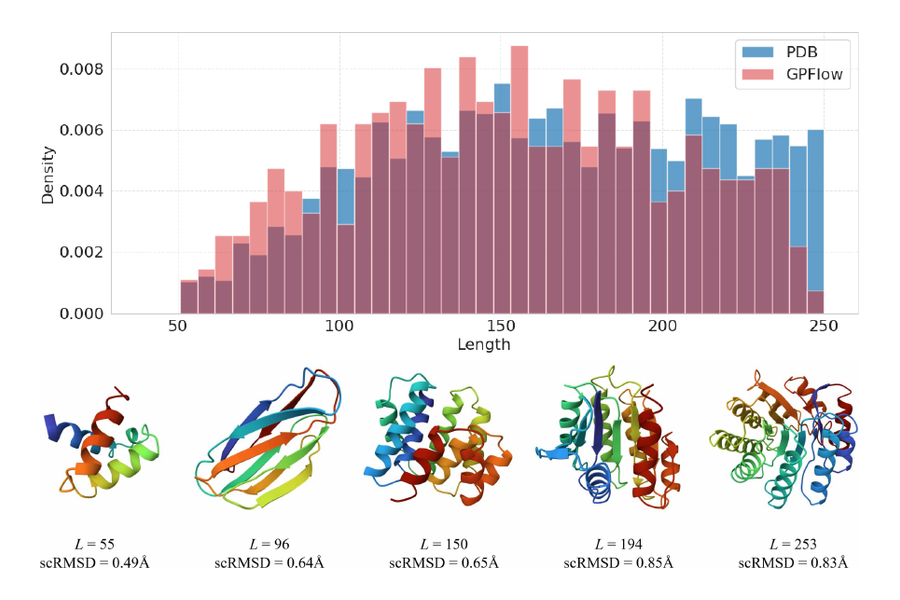 PDB
GPFlow
0.008
0.006
0.004
0.002
0.000
Density
50 100 150 200 250
Length
L = 55
scRMSD = 0.49Å
L = 96
scRMSD = 0.64Å
L = 150
scRMSD = 0.65Å
L = 194
scRMSD = 0.85Å
L = 253
scRMSD = 0.83Å